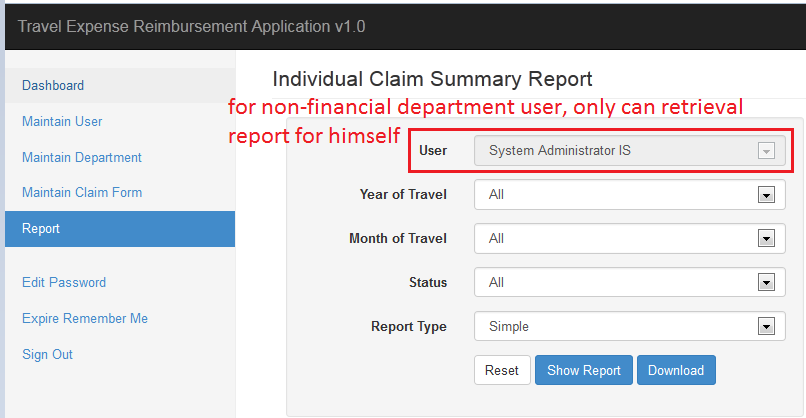 Travel Expense Reimbursement Application v1.0
Dashboard
Maintain User
Maintain Department
Maintain Claim Form
Report
Edit Password
Expire Remember Me
Sign Out
Individual Claim Summary Report
for non-financial department user, only can retrieval
report for himself
User System Administrator IS
Year of Travel All
Month of Travel All
Status All
Report Type Simple
Reset Show Report Download